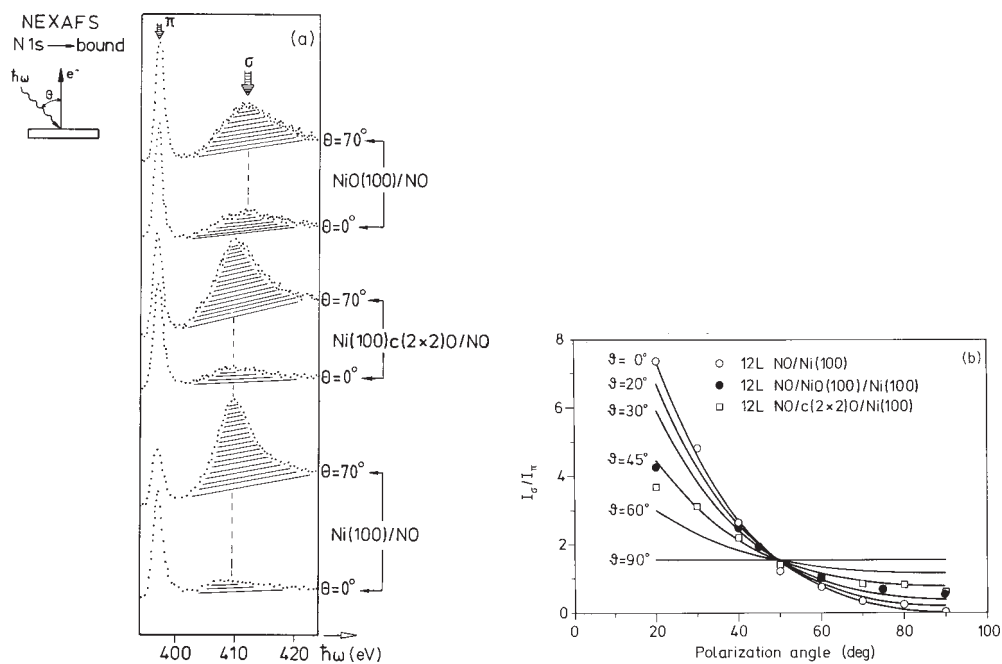 NEXAFS
N 1s → bound
ħω
ϑ
e⁻
π
(a)
σ
Θ=70°
NiO(100)/NO
Θ=0°
Θ=70°
Ni(100)c(2×2)O/NO
Θ=0°
Θ=70°
Ni(100)/NO
Θ=0°
400 410 420 ħω(eV)
(b)
8
6
4
2
0
I_σ/I_π
ϑ= 0°
ϑ=20°
ϑ=30°
ϑ=45°
ϑ=60°
ϑ=90°
○ 12L NO/Ni(100)
● 12L NO/NiO(100)/Ni(100)
□ 12L NO/c(2×2)O/Ni(100)
0 20 40 60 80 100
Polarization angle (deg)